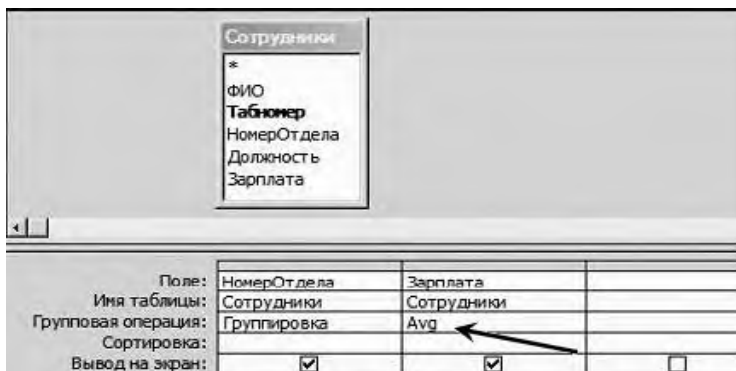 Сотрудники
*
ФИО
Табномер
НомерОтдела
Должность
Зарплата
Поле: НомерОтдела Зарплата
Имя таблицы: Сотрудники Сотрудники
Групповая операция: Группировка Avg
Сортировка:
Вывод на экран: